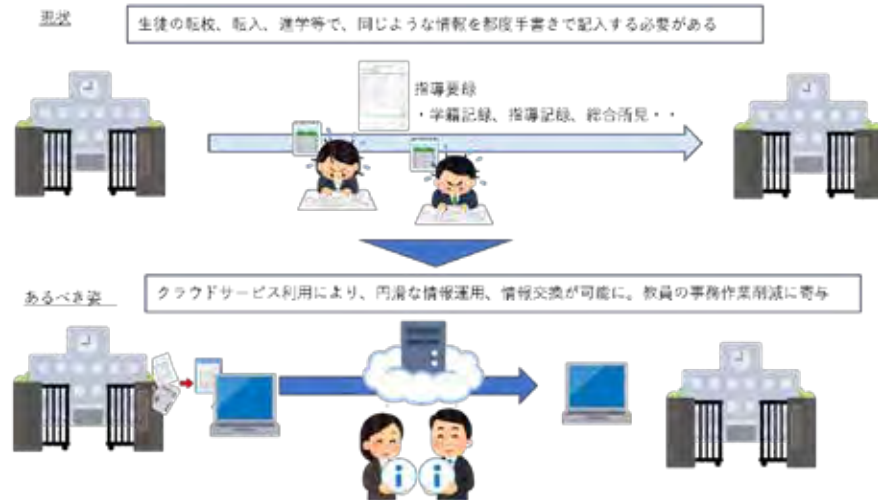 現状
生徒の転校、転入、進学等で、同じような情報を都度手書きで記入する必要がある
指導要録
・学籍記録、指導記録、総合所見・・
あるべき姿
クラウドサービス利用により、円滑な情報運用、情報交換が可能に。教員の事務作業削減に寄与